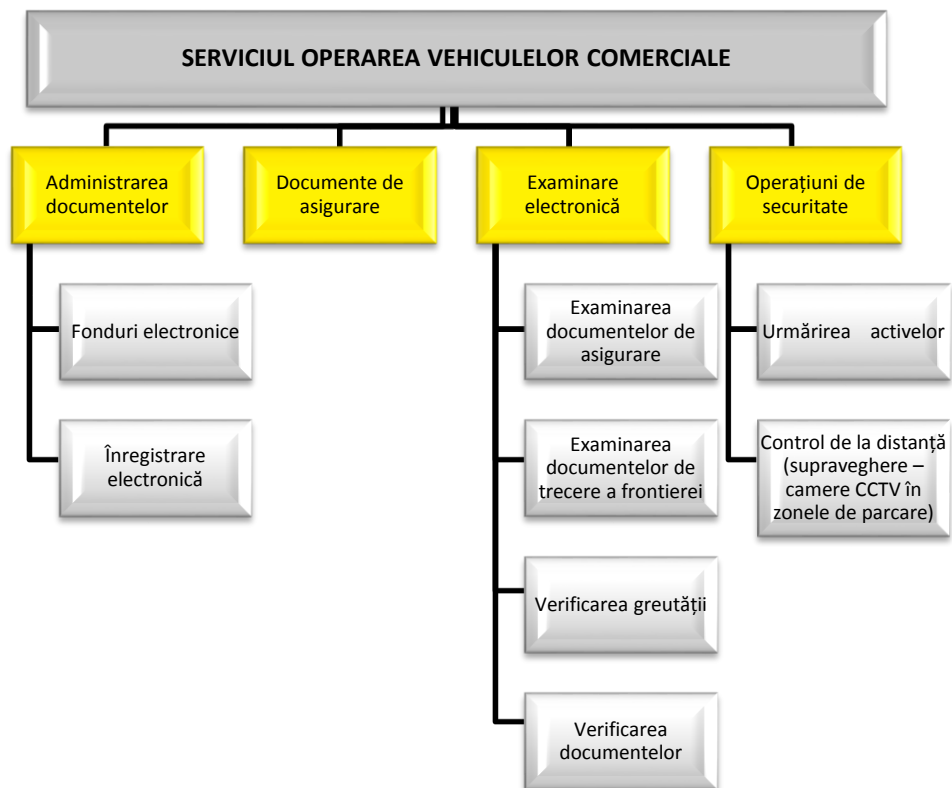 SERVICIUL OPERAREA VEHICULELOR COMERCIALE
Administrarea
documentelor
Documente de
asigurare
Examinare
electronică
Operațiuni de
securitate
Fonduri electronice
Înregistrare
electronică
Examinarea
documentelor de
asigurare
Examinarea
documentelor de
trecere a frontierei
Verificarea greutății
Verificarea
documentelor
Urmărirea activelor
Control de la distanță
(supraveghere –
camere CCTV în
zonele de parcare)